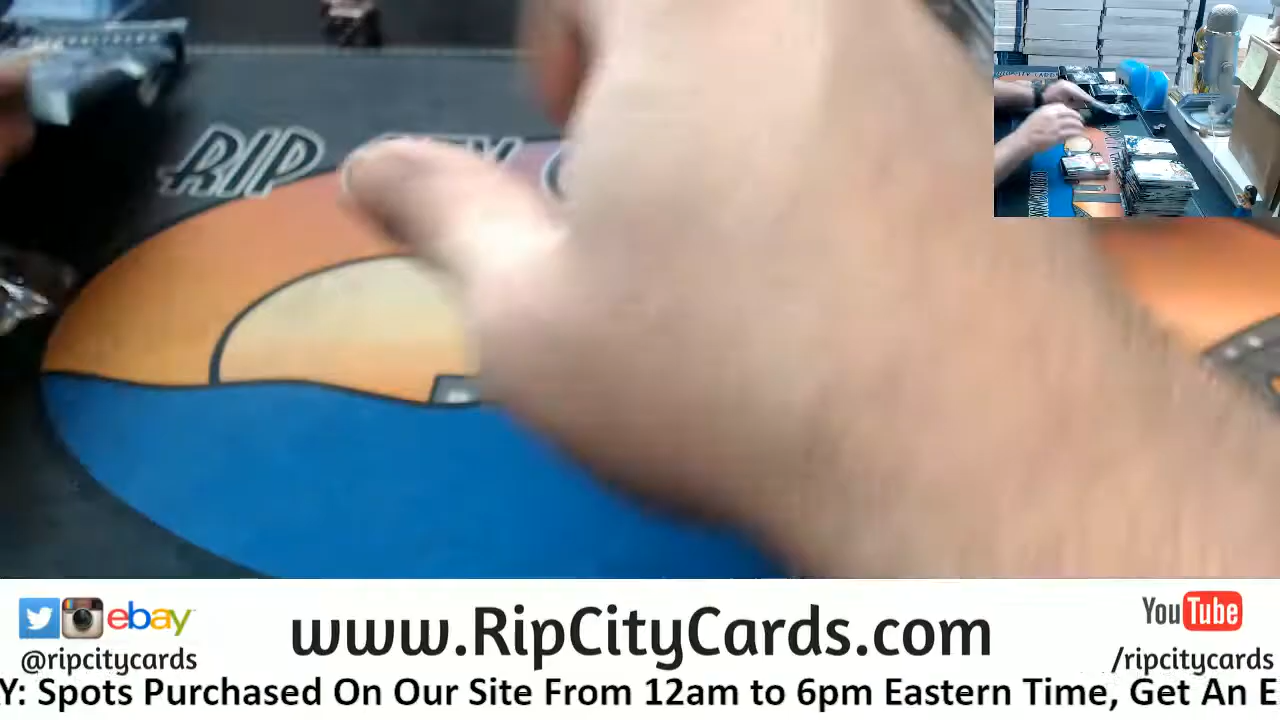 RIP
ebay
@ripcitycards
www.RipCityCards.com
YouTube
/ripcitycards
Y: Spots Purchased On Our Site From 12am to 6pm Eastern Time, Get An E